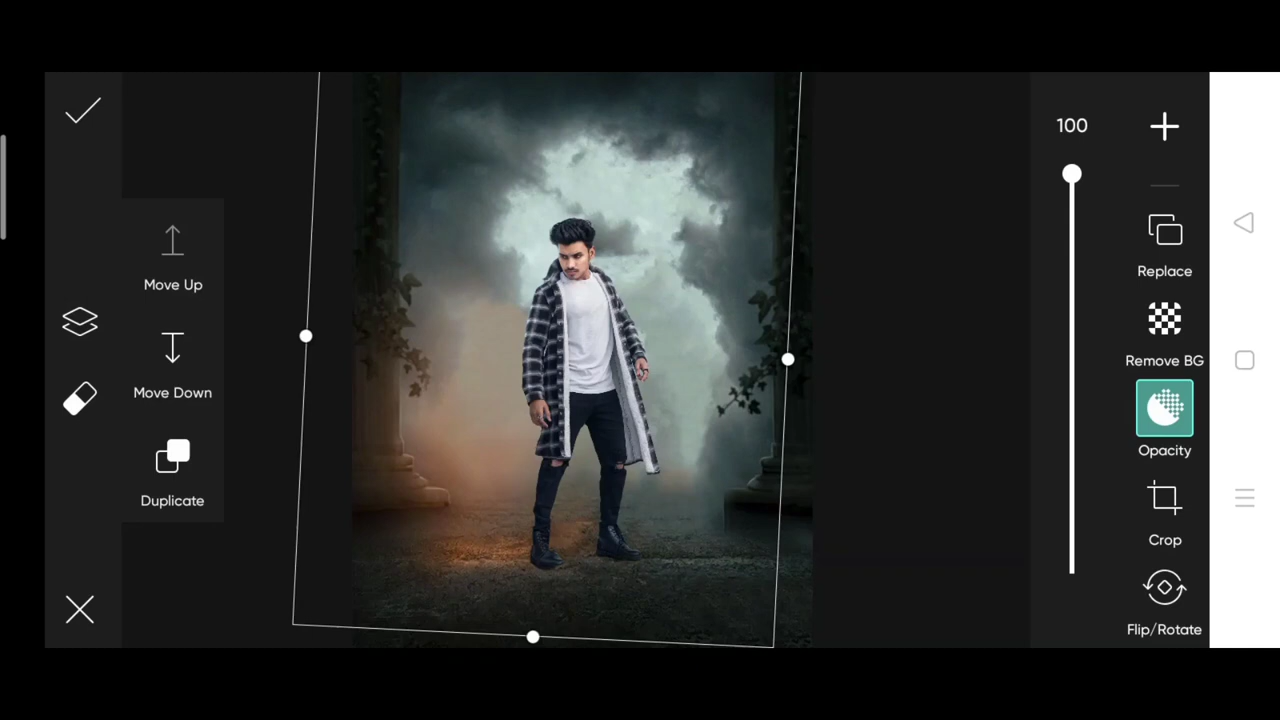 100
Move Up
Move Down
Duplicate
Replace
Remove BG
Opacity
Crop
Flip/Rotate